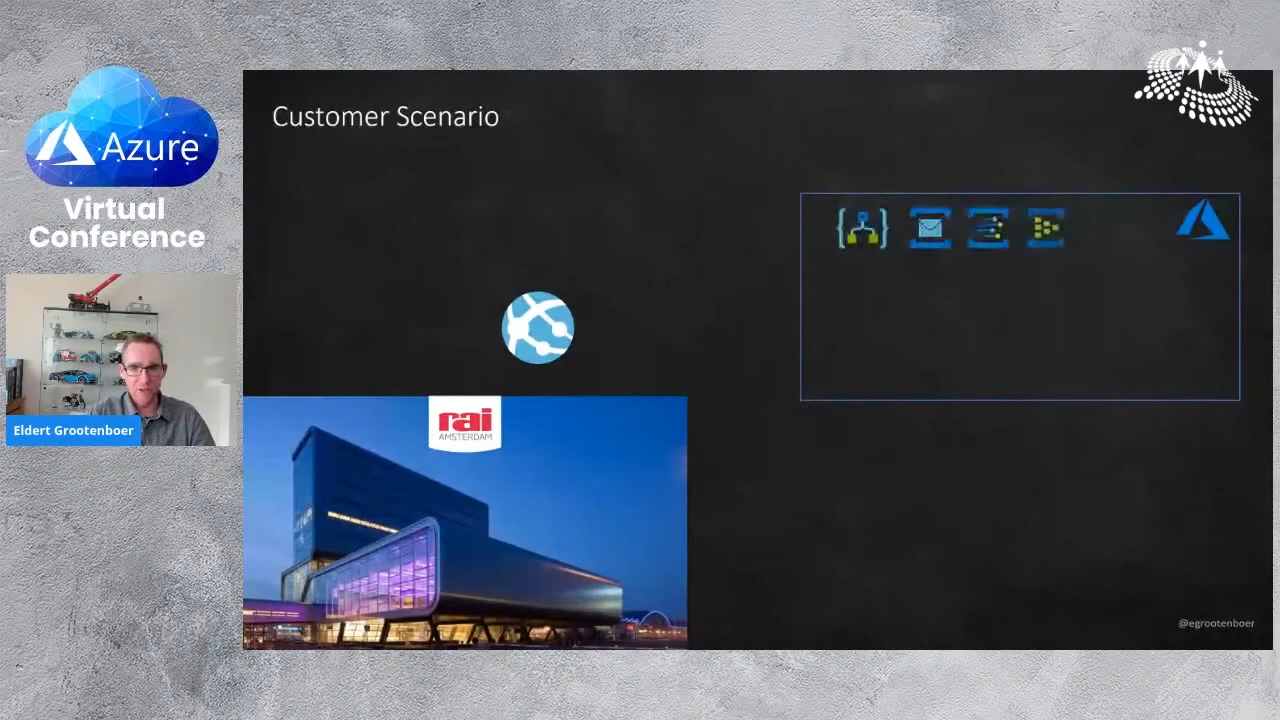 Azure
Virtual
Conference
Eldert Grootenboer
Customer Scenario
rai
AMSTERDAM
@egrootenboer